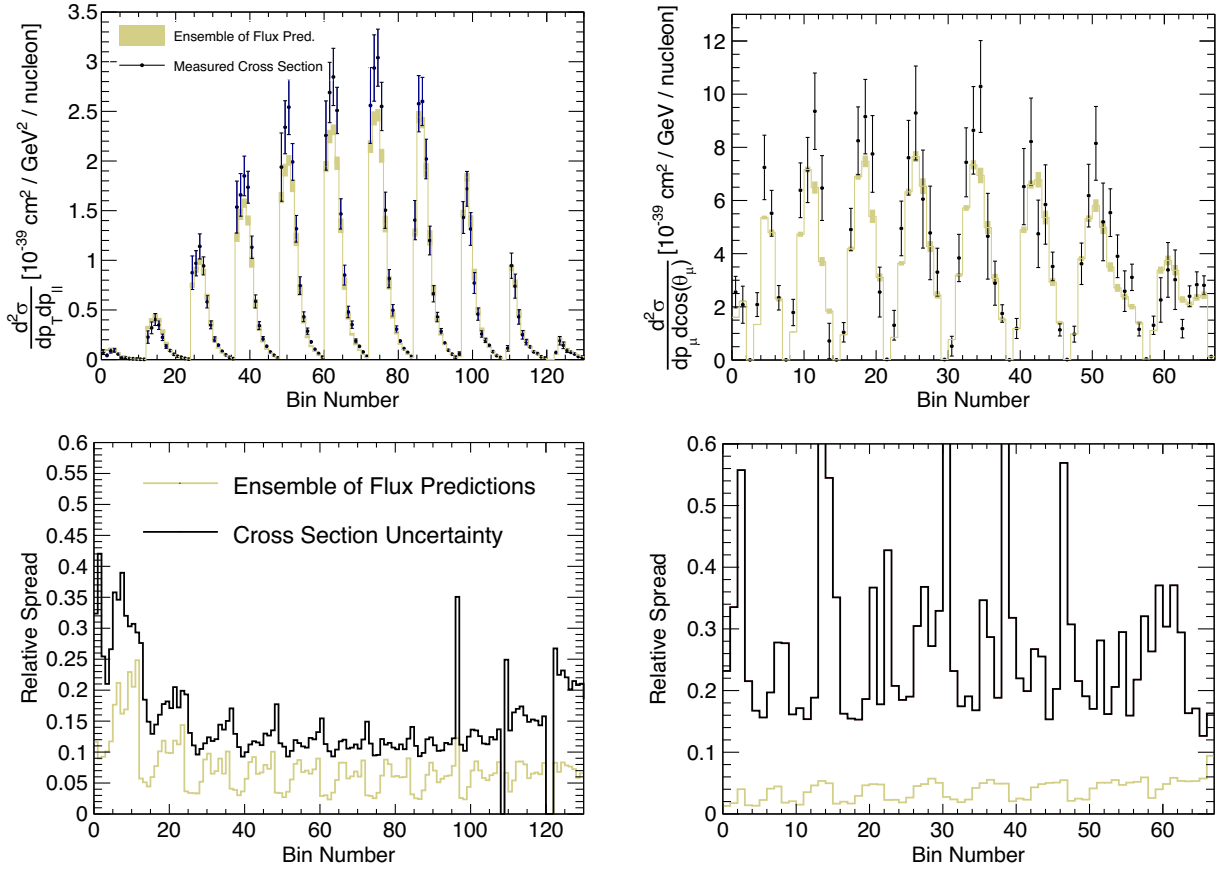 3.5
3
2.5
2
1.5
1
0.5
0
Ensemble of Flux Pred.
Measured Cross Section
d²σ
dp_T dp_||
[10⁻³⁹ cm² / GeV² / nucleon]
0 20 40 60 80 100 120
Bin Number
12
10
8
6
4
2
0
d²σ
dp_μ dcos(θ_μ)
[10⁻³⁹ cm² / GeV / nucleon]
0 10 20 30 40 50 60
Bin Number
0.6
0.55
0.5
0.45
0.4
0.35
0.3
0.25
0.2
0.15
0.1
0.05
0
Relative Spread
Ensemble of Flux Predictions
Cross Section Uncertainty
0 20 40 60 80 100 120
Bin Number
0.6
0.5
0.4
0.3
0.2
0.1
0
Relative Spread
0 10 20 30 40 50 60
Bin Number